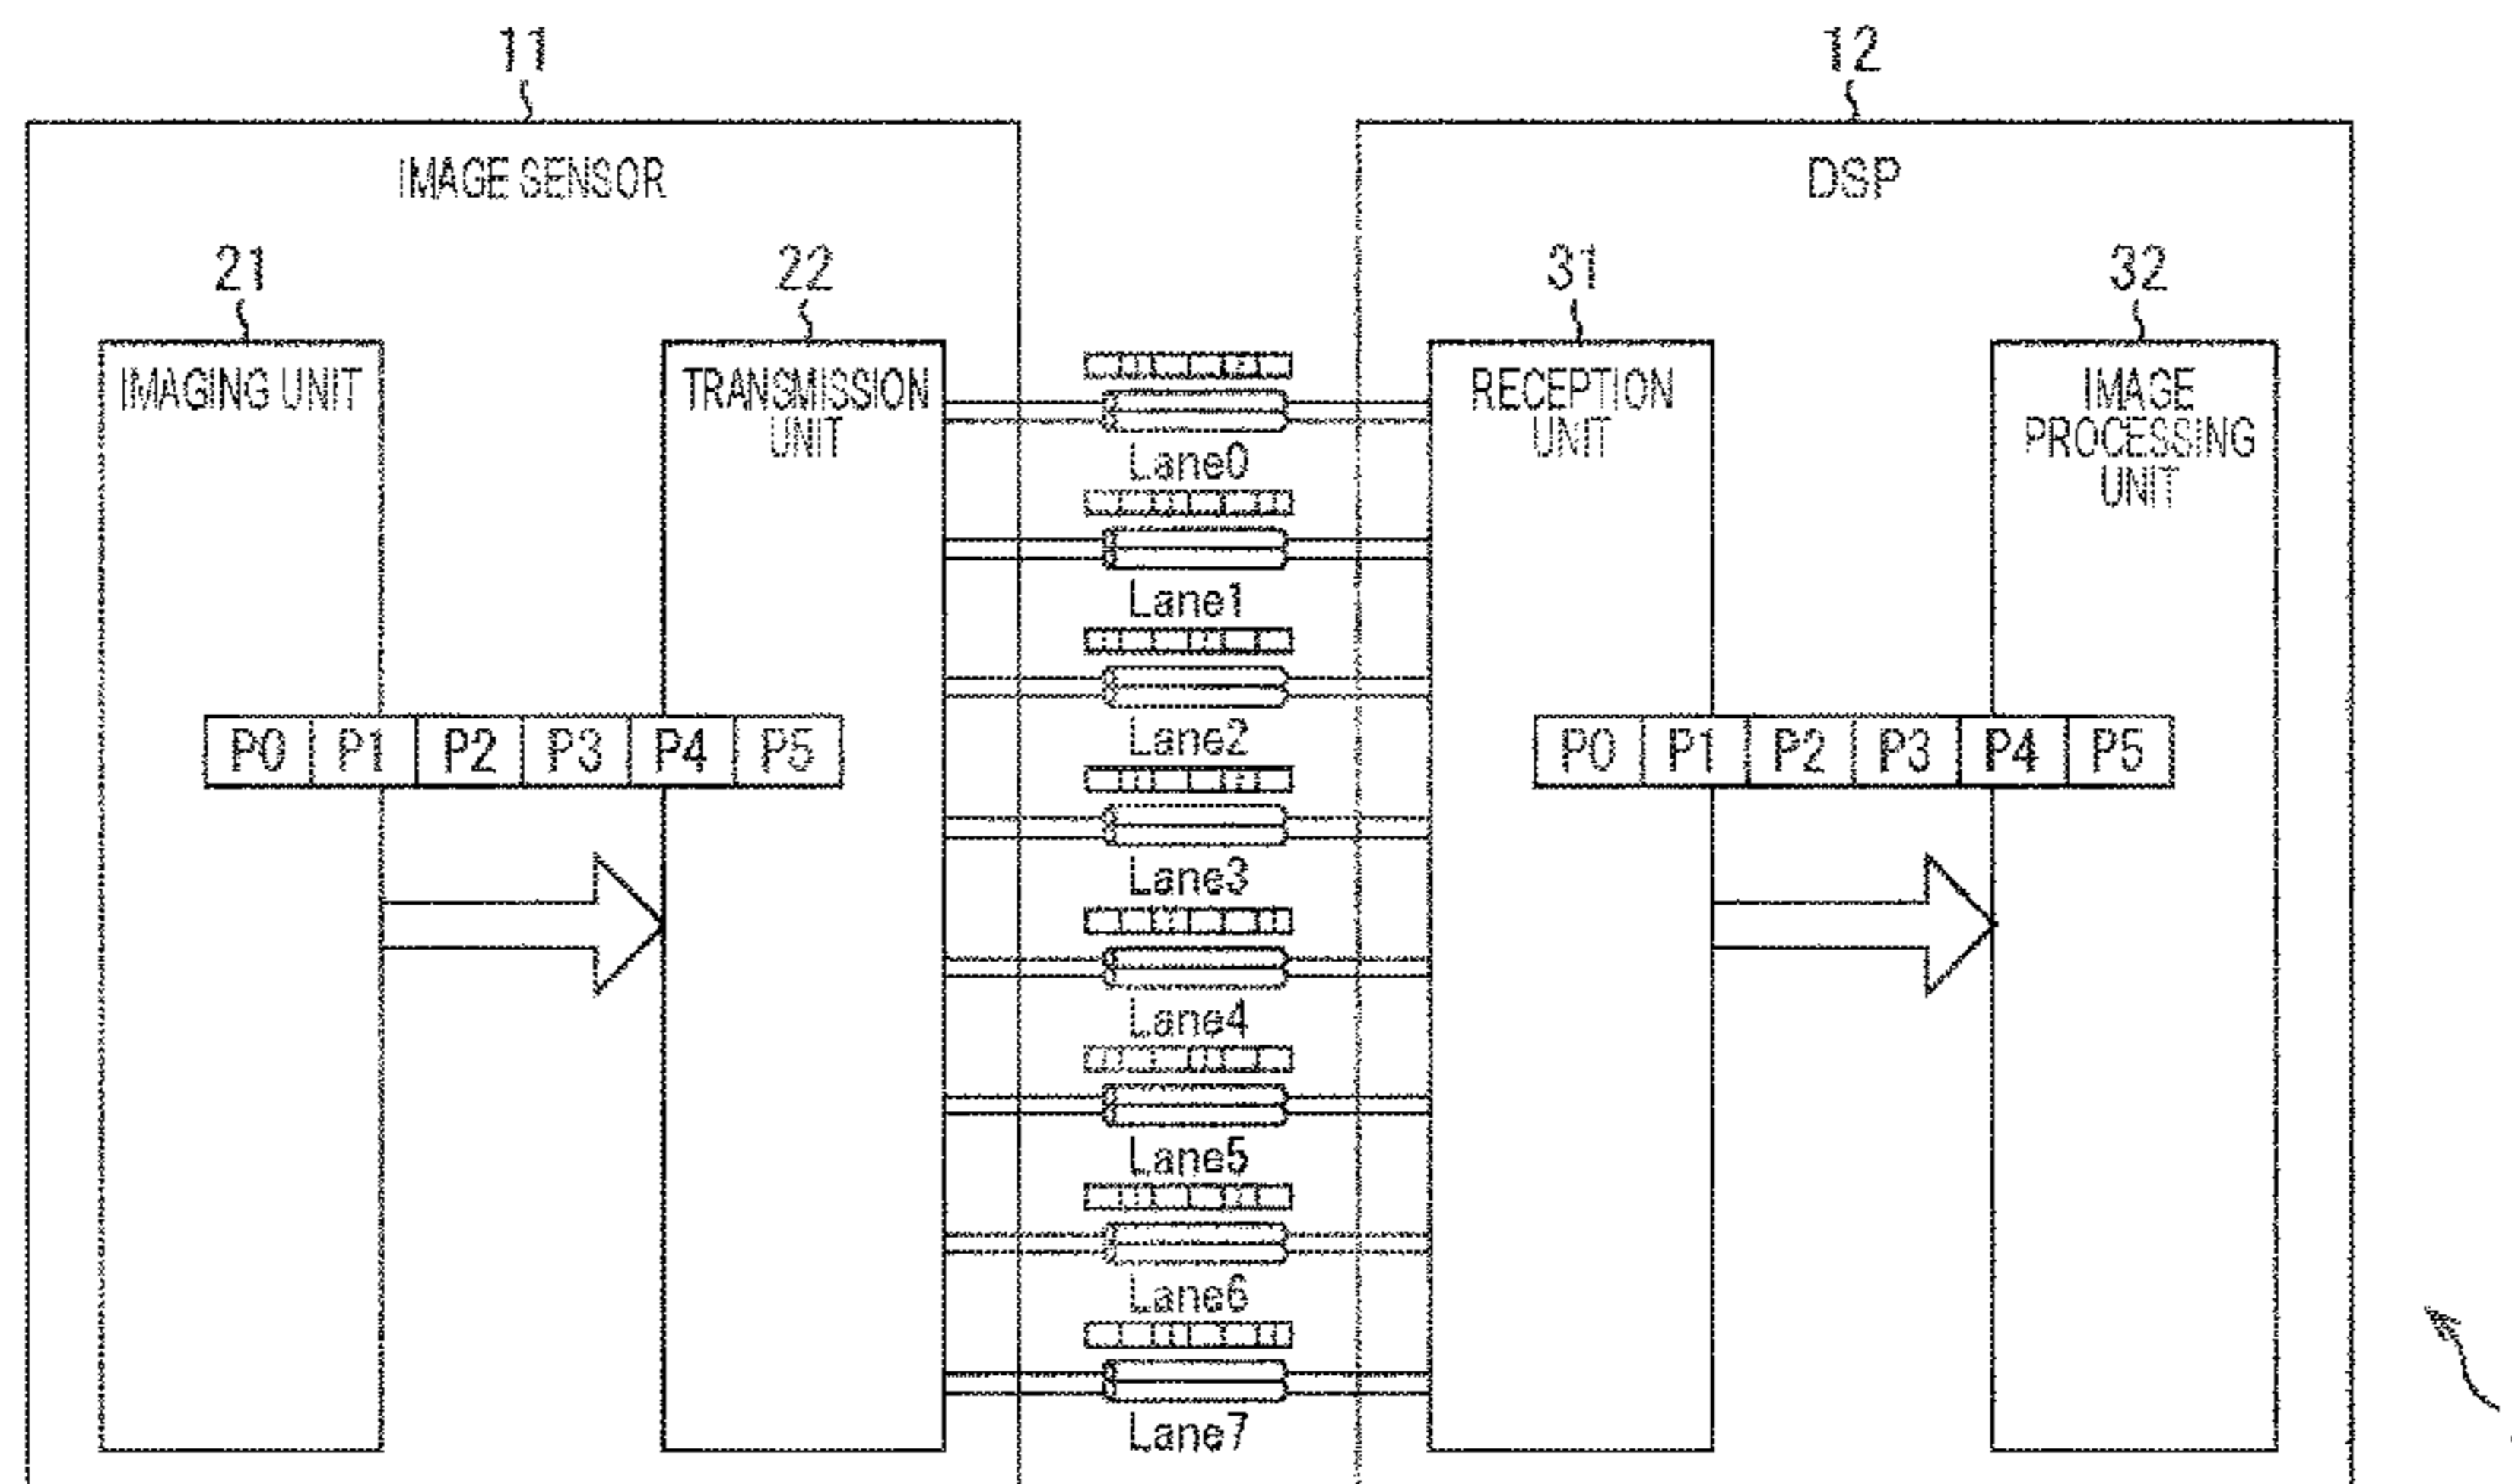 11
12
IMAGE SENSOR
DSP
21
22
31
32
IMAGING UNIT
TRANSMISSION
UNIT
RECEPTION
UNIT
IMAGE
PROCESSING
UNIT
Lane0
Lane1
Lane2
P0 P1 P2 P3 P4 P5
P0 P1 P2 P3 P4 P5
Lane3
Lane4
Lane5
Lane6
Lane7